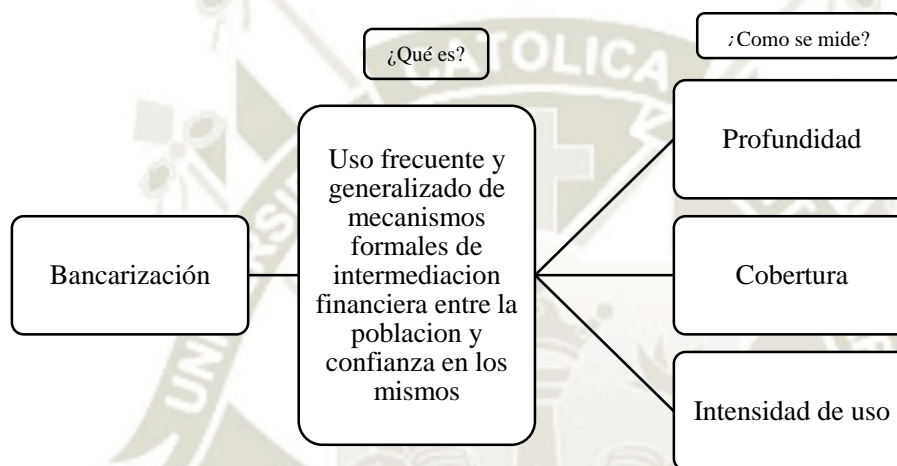 ¿Qué es?
¿Como se mide?
Bancarización
Uso frecuente y
generalizado de
mecanismos
formales de
intermediacion
financiera entre la
poblacion y
confianza en los
mismos
Profundidad
Cobertura
Intensidad de uso
CATOLICA